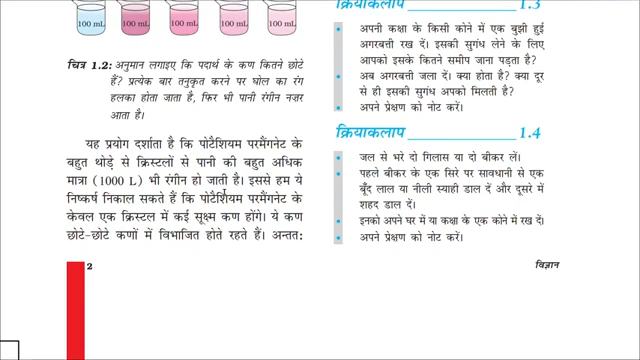 100 mL 100 mL 100 mL 100 mL 100 mL
चित्र 1.2: अनुमान लगाइए कि पदार्थ के कण कितने छोटे
हैं? प्रत्येक बार तनुकृत करने पर घोल का रंग
हलका होता जाता है, फिर भी पानी रंगीन नज़र
आता है।
यह प्रयोग दर्शाता है कि पोटैशियम परमैंगनेट के
बहुत थोड़े से क्रिस्टलों से पानी की बहुत अधिक
मात्रा (1000 L) भी रंगीन हो जाती है। इससे हम ये
निष्कर्ष निकाल सकते हैं कि पोटैशियम परमैंगनेट के
केवल एक क्रिस्टल में कई सूक्ष्म कण होंगे। ये कण
छोटे-छोटे कणों में विभाजित होते रहते हैं। अन्ततः
क्रियाकलाप 1.3
• अपनी कक्षा के किसी कोने में एक बुझी हुई
अगरबत्ती रख दें। इसकी सुगंध लेने के लिए
आपको इसके कितने समीप जाना पड़ता है?
• अब अगरबत्ती जला दें। क्या होता है? क्या दूर
से ही इसकी सुगंध आपको मिलती है?
• अपने प्रेक्षण को नोट करें।
क्रियाकलाप 1.4
• जल से भरे दो गिलास या दो बीकर लें।
• पहले बीकर के एक सिरे पर सावधानी से एक
बूँद लाल या नीली स्याही डाल दें और दूसरे में
शहद डाल दें।
• इनको अपने घर में या कक्षा के एक कोने में रख दें।
• अपने प्रेक्षण को नोट करें।
2
विज्ञान